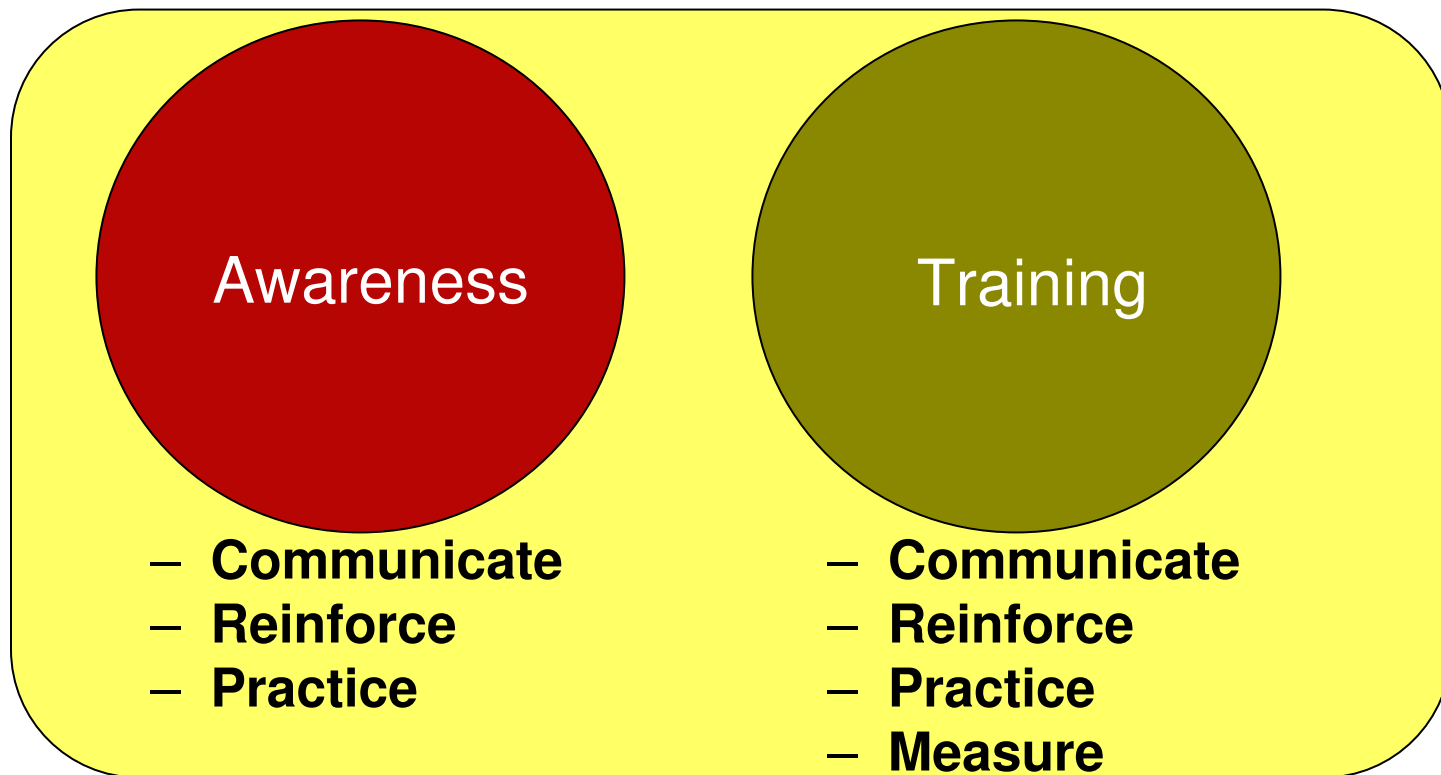 Awareness
– Communicate
– Reinforce
– Practice
Training
– Communicate
– Reinforce
– Practice
– Measure